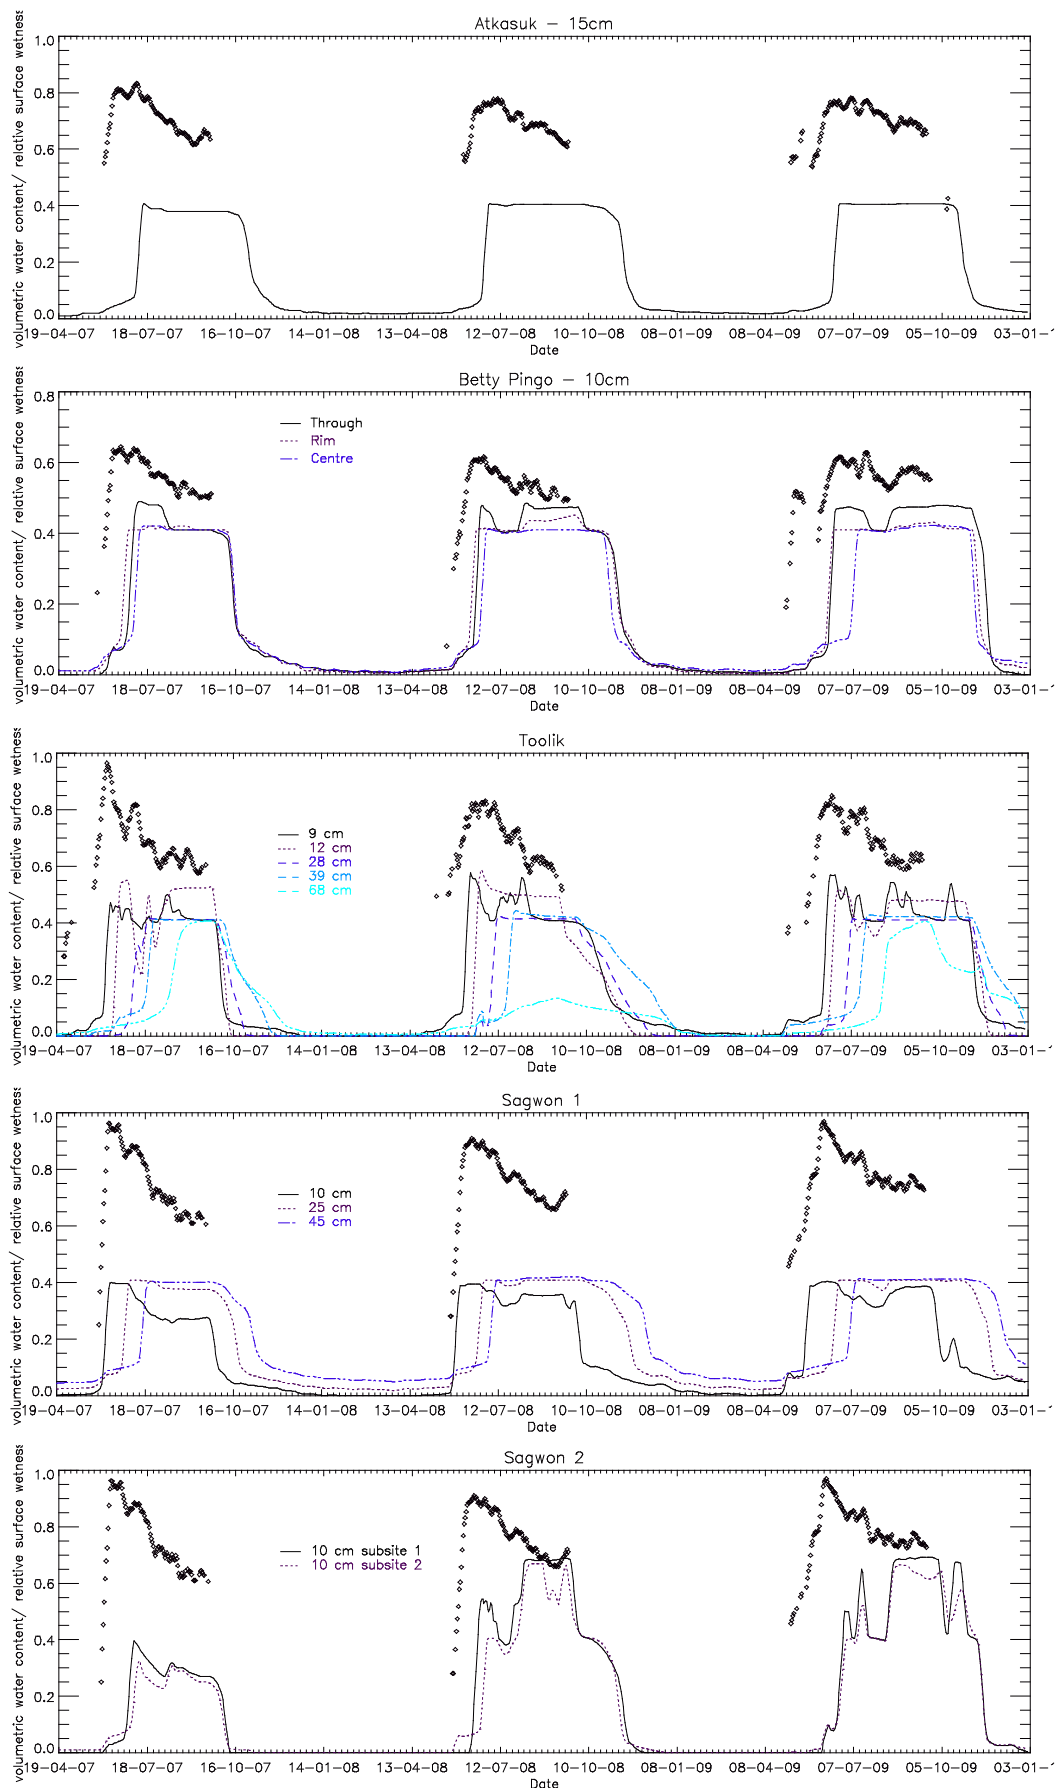 Atkasuk – 15cm
volumetric water content/ relative surface wetness
1.0
0.8
0.6
0.4
0.2
0.0
19-04-07 18-07-07 16-10-07 14-01-08 13-04-08 12-07-08 10-10-08 08-01-09 08-04-09 07-07-09 05-10-09 03-01-1
Date
Betty Pingo – 10cm
volumetric water content/ relative surface wetness
0.8
0.6
0.4
0.2
0.0
Through
Rim
Centre
19-04-07 18-07-07 16-10-07 14-01-08 13-04-08 12-07-08 10-10-08 08-01-09 08-04-09 07-07-09 05-10-09 03-01-1
Date
Toolik
volumetric water content/ relative surface wetness
1.0
0.8
0.6
0.4
0.2
0.0
9 cm
12 cm
28 cm
39 cm
68 cm
19-04-07 18-07-07 16-10-07 14-01-08 13-04-08 12-07-08 10-10-08 08-01-09 08-04-09 07-07-09 05-10-09 03-01-1
Date
Sagwon 1
volumetric water content/ relative surface wetness
1.0
0.8
0.6
0.4
0.2
0.0
10 cm
25 cm
45 cm
19-04-07 18-07-07 16-10-07 14-01-08 13-04-08 12-07-08 10-10-08 08-01-09 08-04-09 07-07-09 05-10-09 03-01-1
Date
Sagwon 2
volumetric water content/ relative surface wetness
1.0
0.8
0.6
0.4
0.2
0.0
10 cm subsite 1
10 cm subsite 2
19-04-07 18-07-07 16-10-07 14-01-08 13-04-08 12-07-08 10-10-08 08-01-09 08-04-09 07-07-09 05-10-09 03-01-1
Date